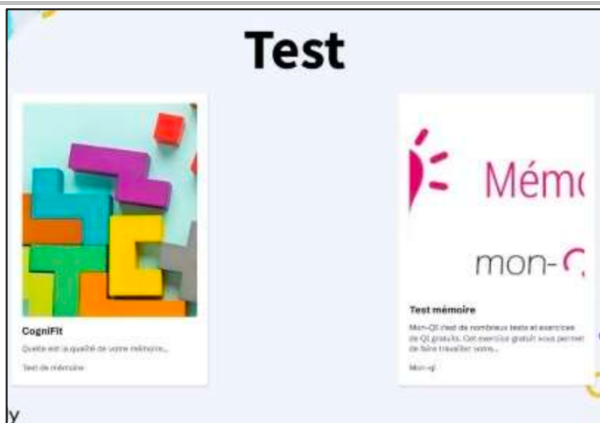 Test
CogniFit
Quelle est la qualité de votre mémoire...
Test de mémoire
Mémo
mon-Q
Test mémoire
Mon-QI c'est de nombreux tests et exercices
de QI gratuits. Cet exercice gratuit vous permet
de faire travailler votre...
Mon-qi
y